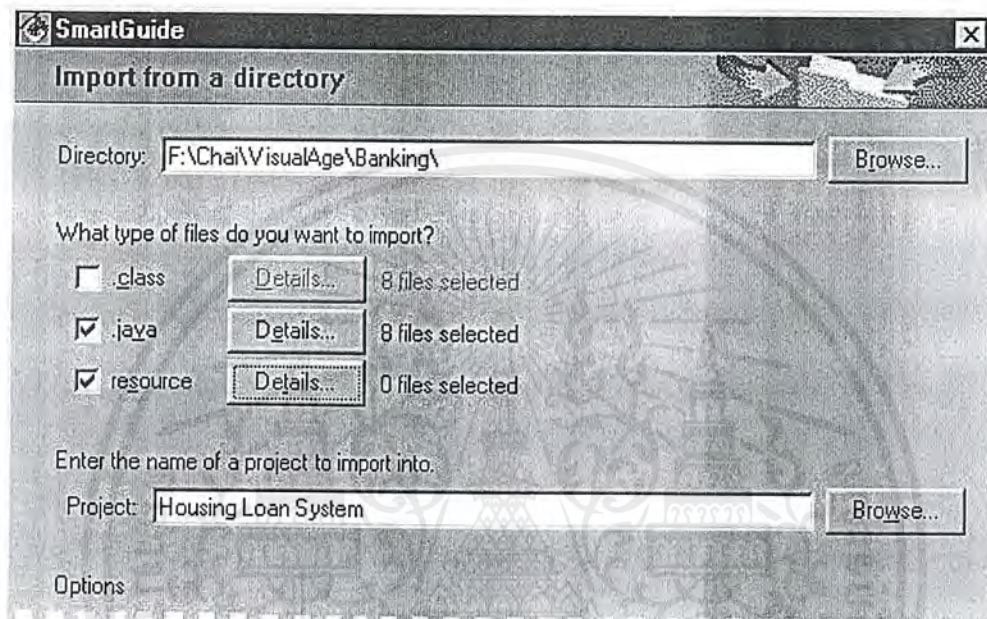 SmartGuide
Import from a directory
Directory: F:\Chai\VisualAge\Banking\ Browse...
What type of files do you want to import?
.class Details... 8 files selected
.java Details... 8 files selected
resource Details... 0 files selected
Enter the name of a project to import into.
Project: Housing Loan System Browse...
Options